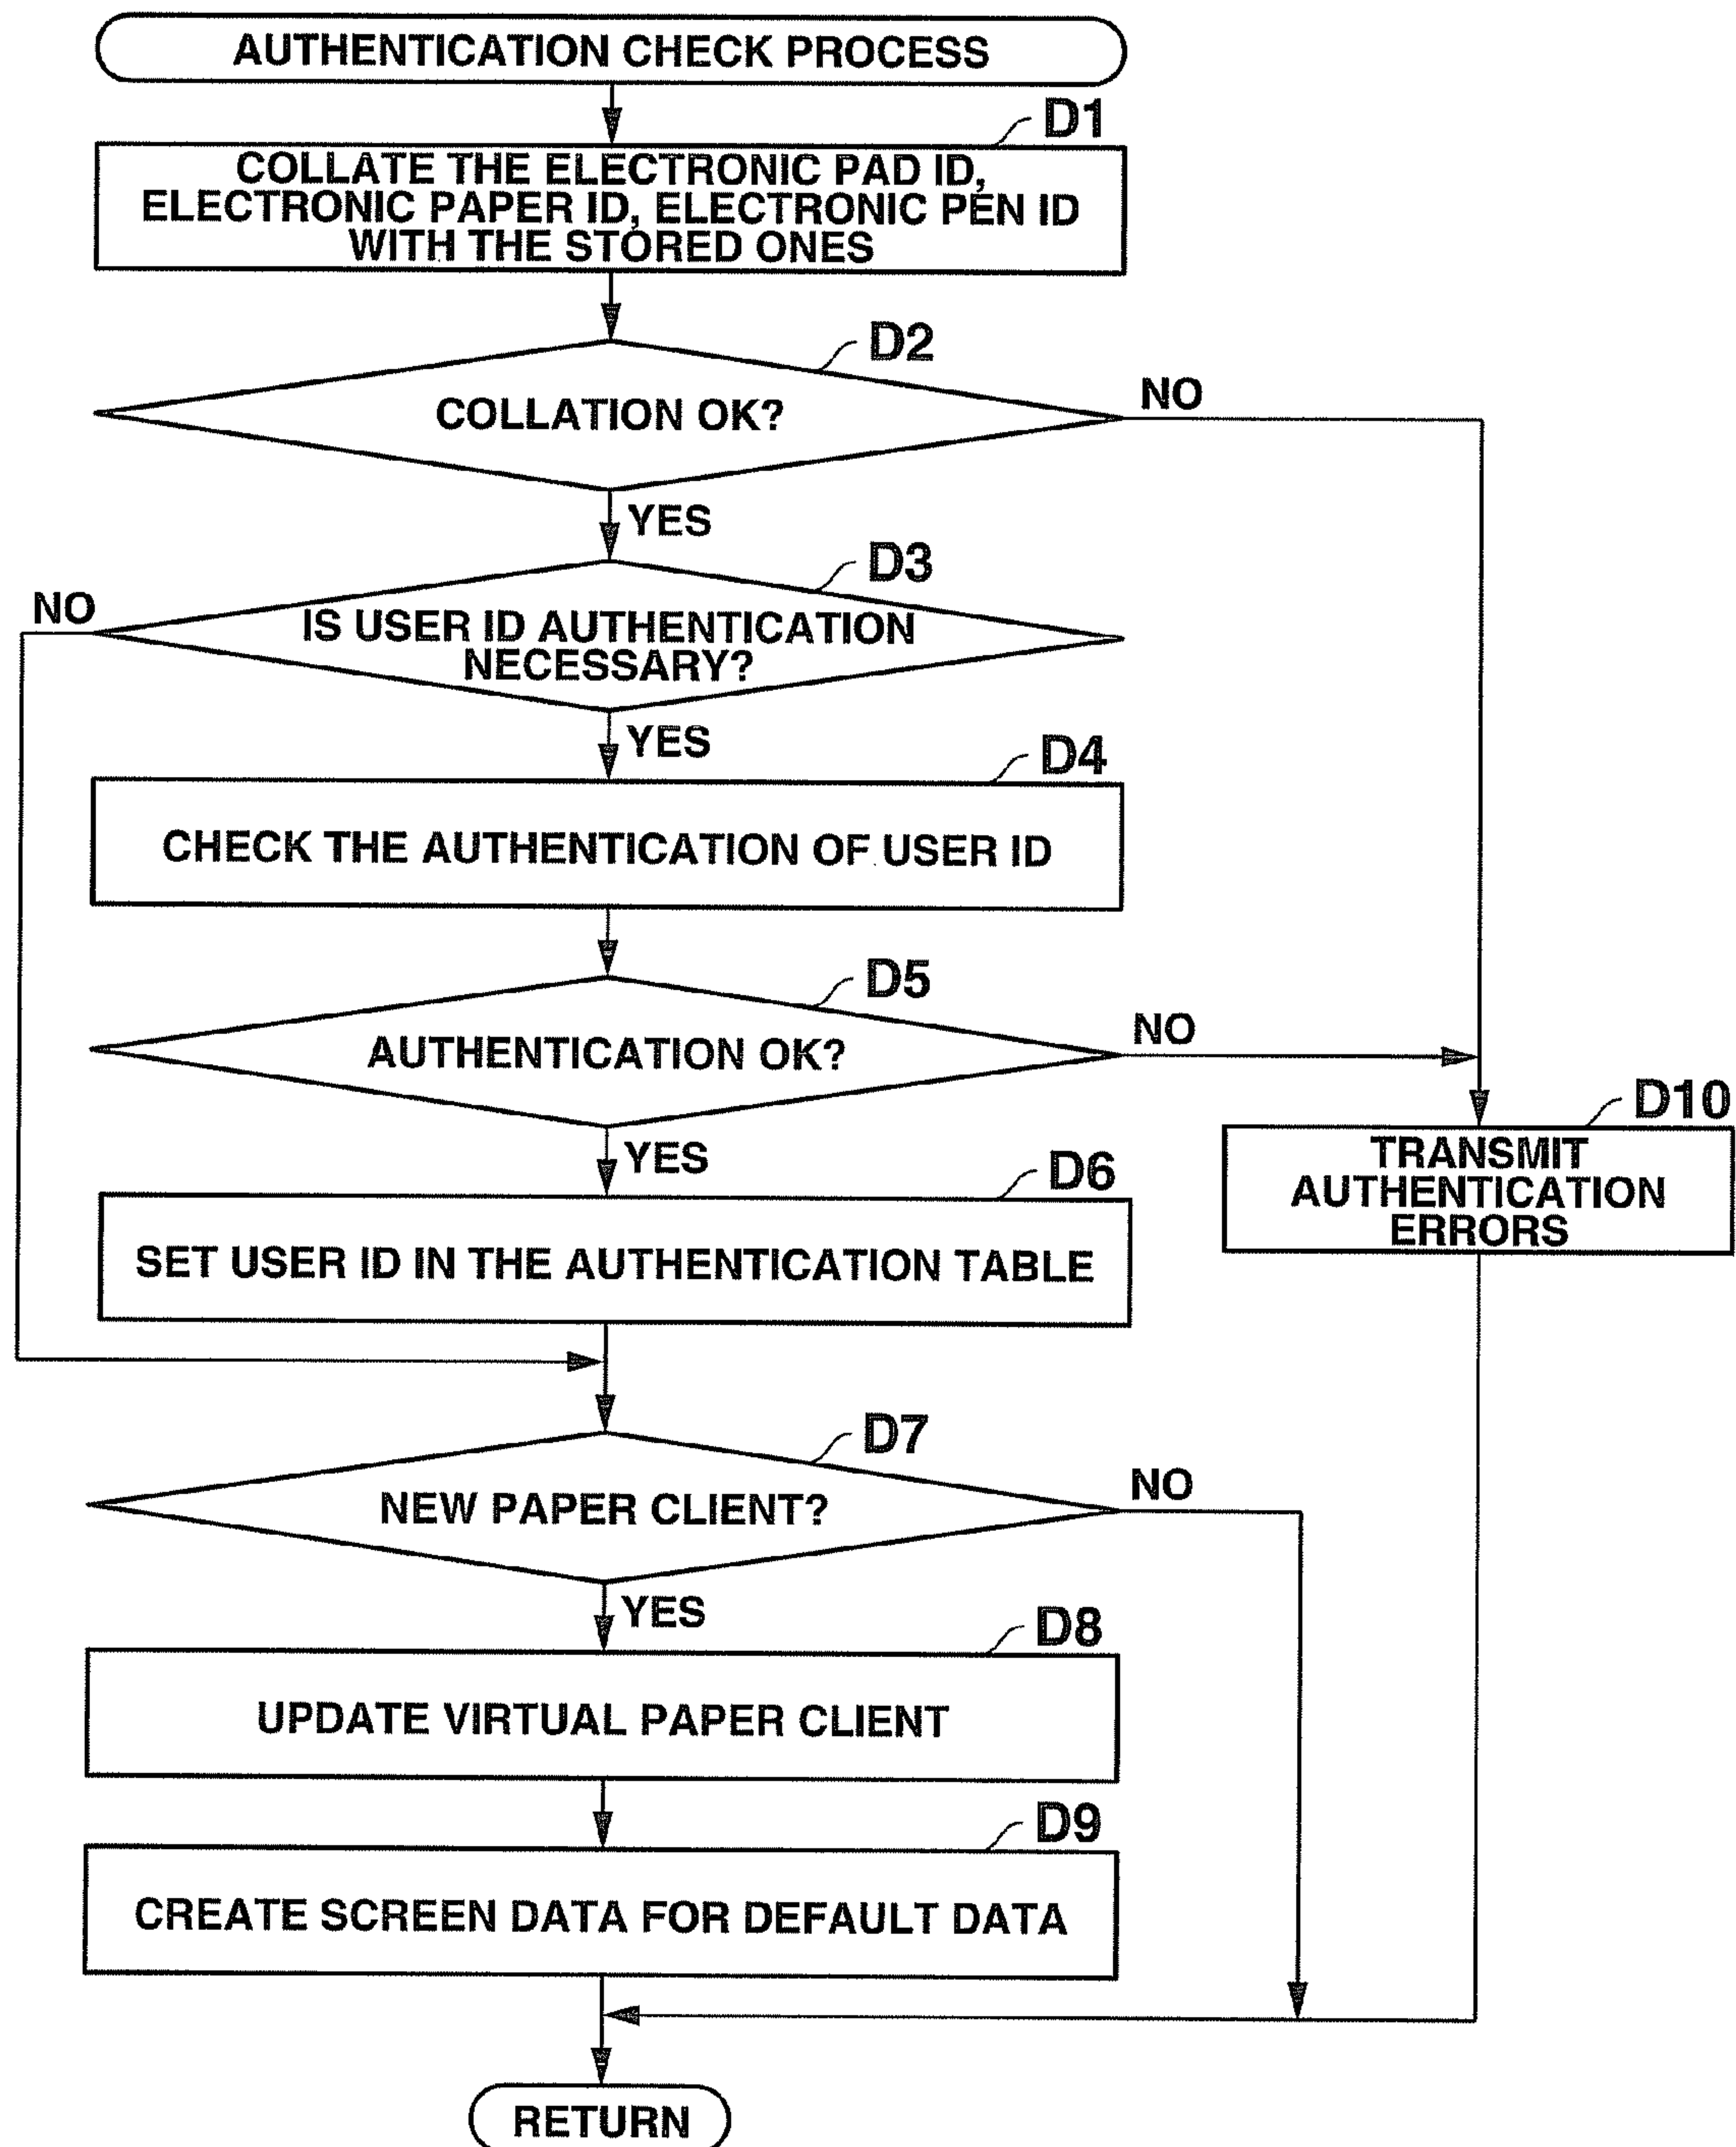 AUTHENTICATION CHECK PROCESS
D1
COLLATE THE ELECTRONIC PAD ID,
ELECTRONIC PAPER ID, ELECTRONIC PEN ID
WITH THE STORED ONES
D2
COLLATION OK?
NO
YES
D3
NO
IS USER ID AUTHENTICATION
NECESSARY?
YES
D4
CHECK THE AUTHENTICATION OF USER ID
D5
AUTHENTICATION OK?
NO
YES
D10
TRANSMIT
AUTHENTICATION
ERRORS
D6
SET USER ID IN THE AUTHENTICATION TABLE
D7
NEW PAPER CLIENT?
NO
YES
D8
UPDATE VIRTUAL PAPER CLIENT
D9
CREATE SCREEN DATA FOR DEFAULT DATA
RETURN